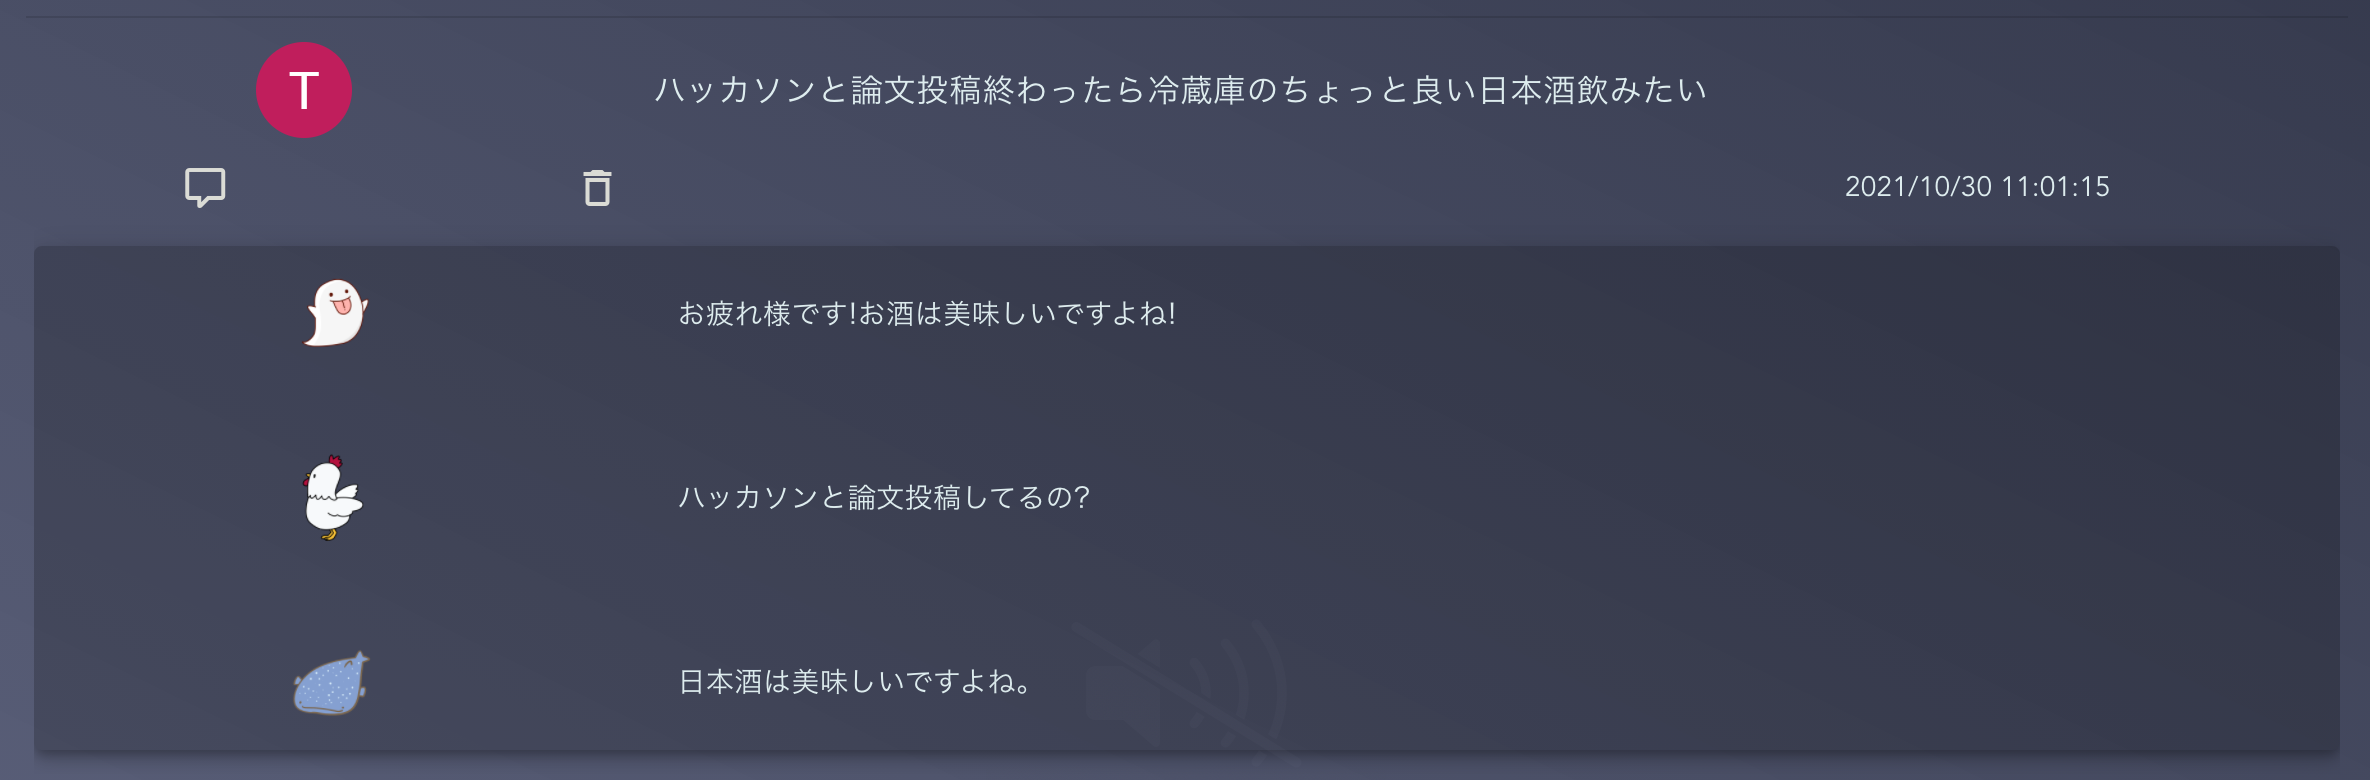 T
ハッカソンと論文投稿終わったら冷蔵庫のちょっと良い日本酒飲みたい
2021/10/30 11:01:15
お疲れ様です!お酒は美味しいですよね!
ハッカソンと論文投稿してるの?
日本酒は美味しいですよね。